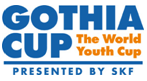 GOTHIA
CUP The World
Youth Cup
PRESENTED BY SKF